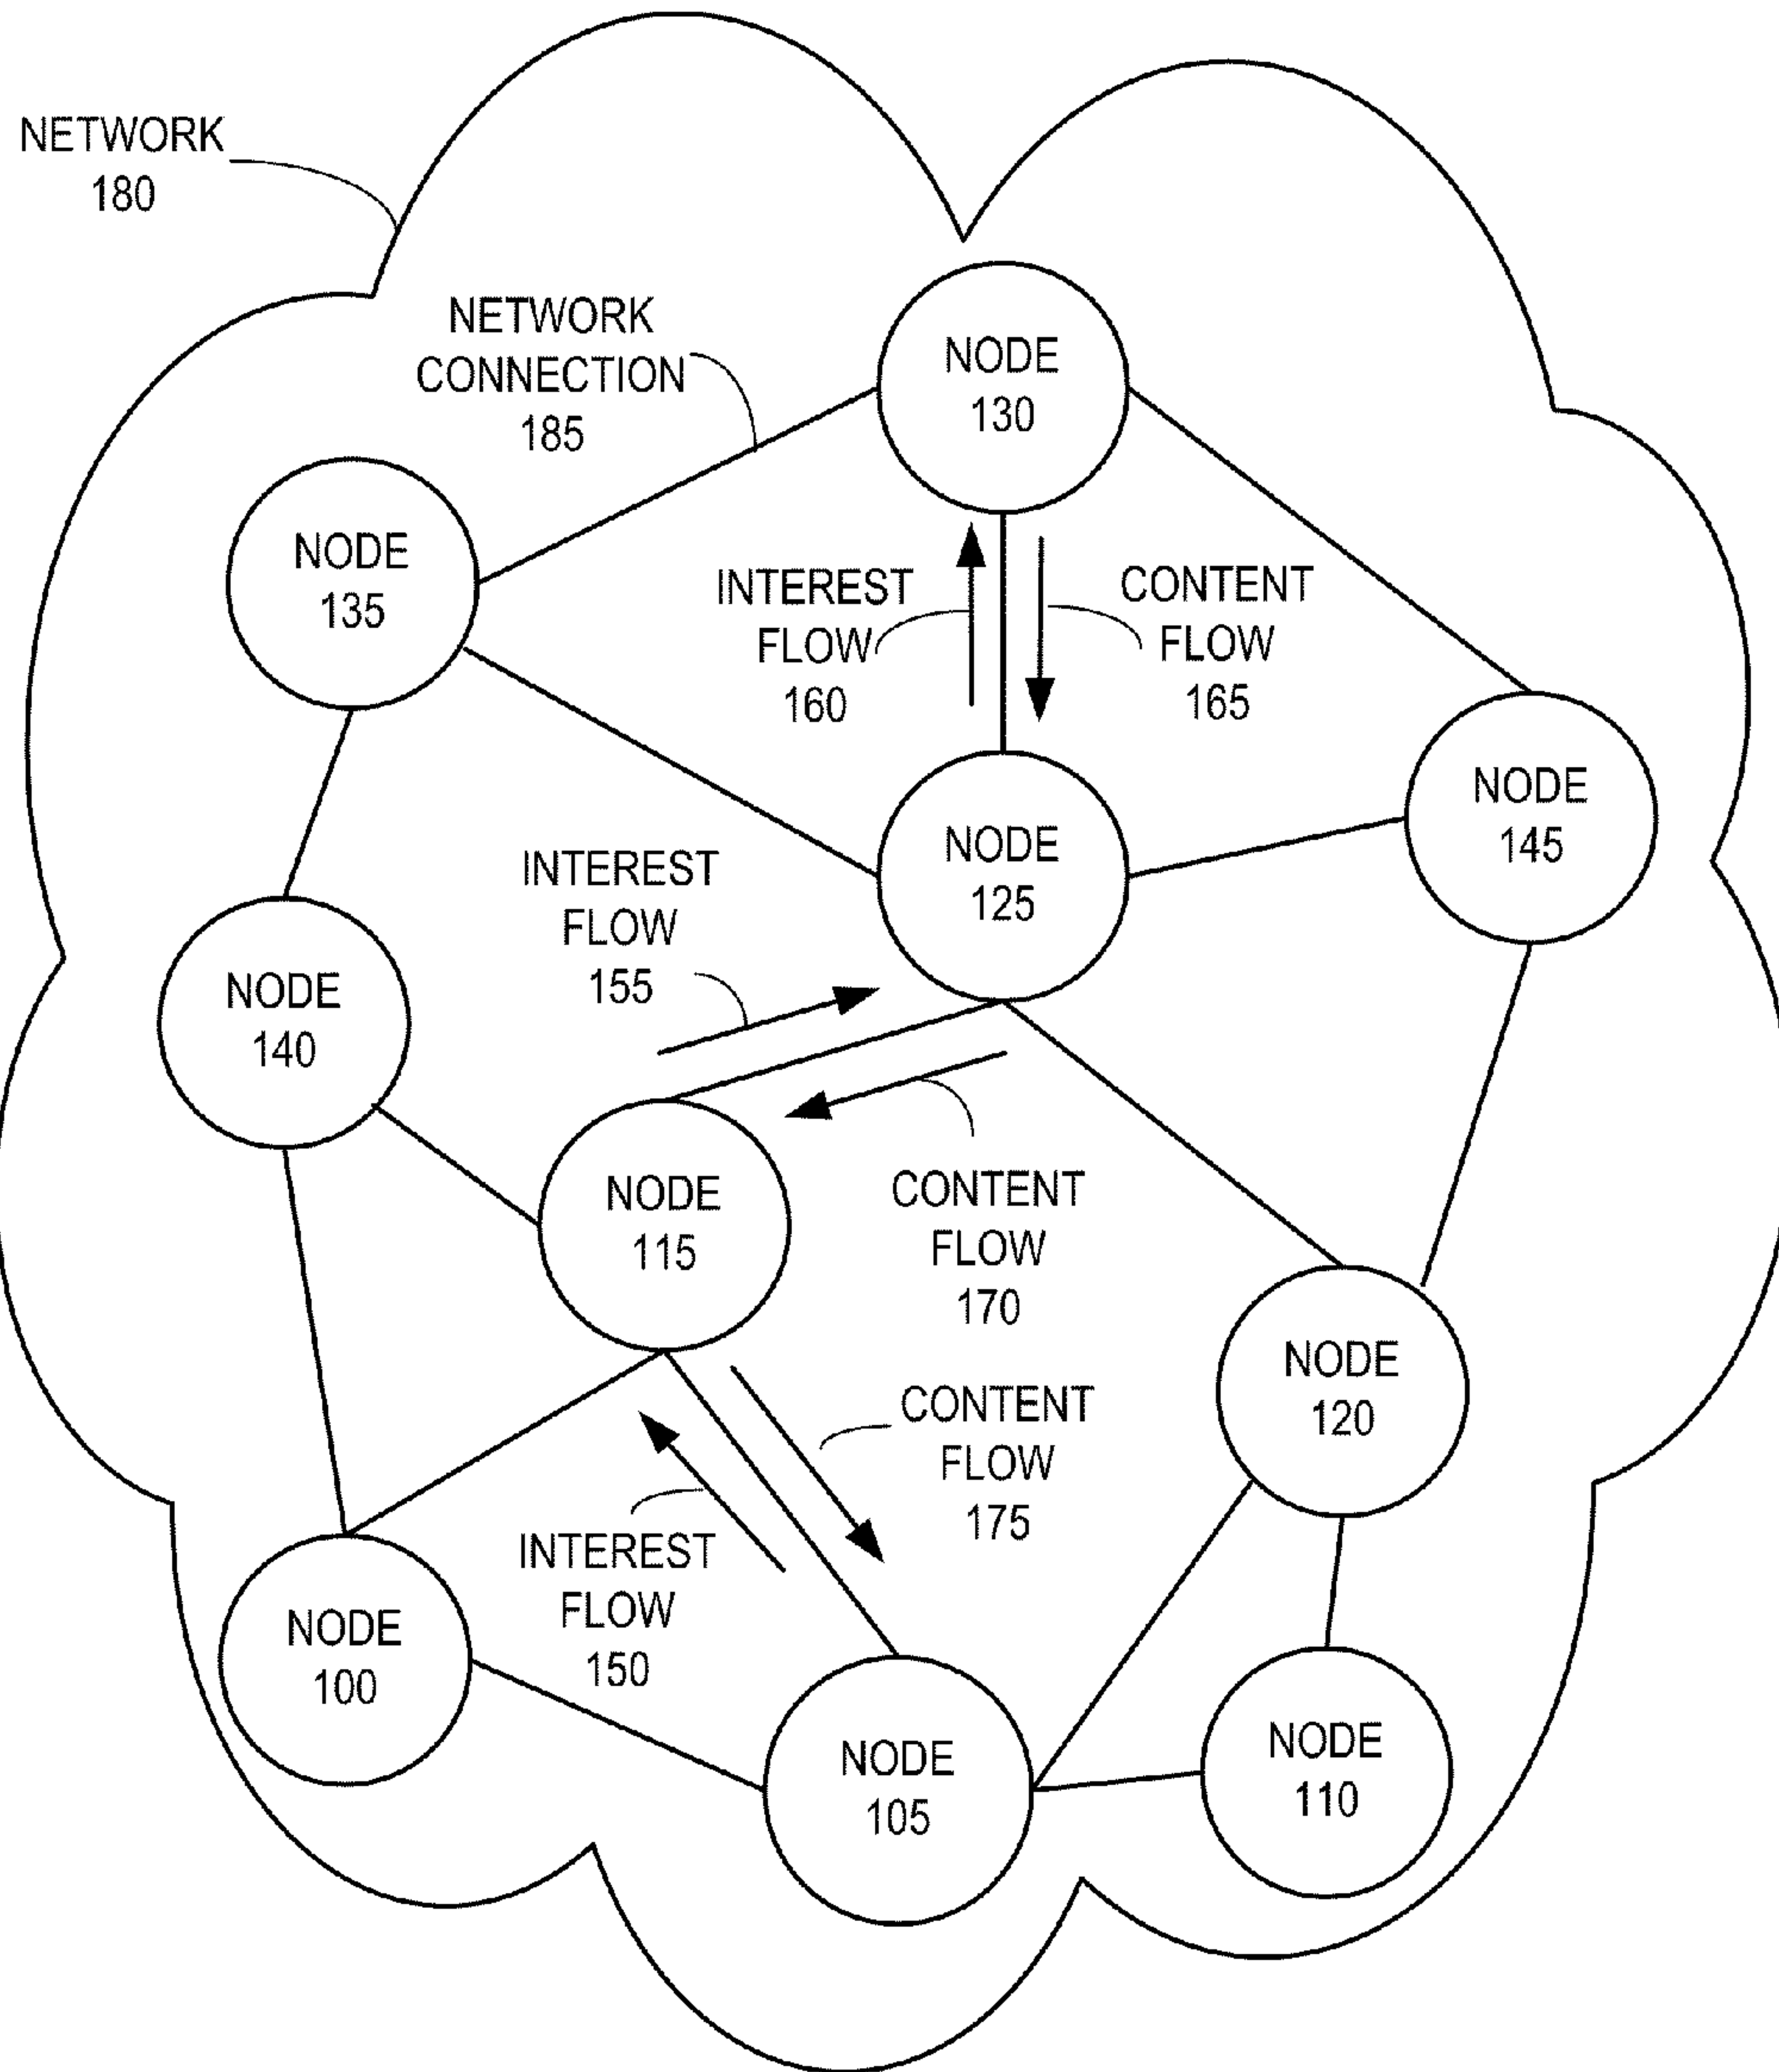 NETWORK
180
NETWORK
CONNECTION
185
NODE
130
NODE
135
INTEREST
FLOW
160
CONTENT
FLOW
165
NODE
145
NODE
125
INTEREST
FLOW
155
NODE
140
NODE
115
CONTENT
FLOW
170
NODE
120
CONTENT
FLOW
175
INTEREST
FLOW
150
NODE
100
NODE
105
NODE
110